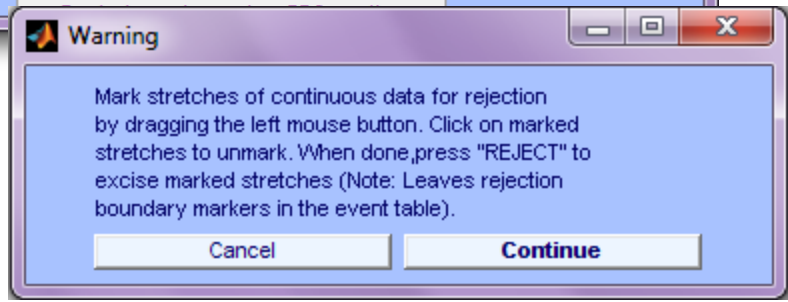 Warning
Mark stretches of continuous data for rejection
by dragging the left mouse button. Click on marked
stretches to unmark. When done,press "REJECT" to
excise marked stretches (Note: Leaves rejection
boundary markers in the event table).
Cancel Continue